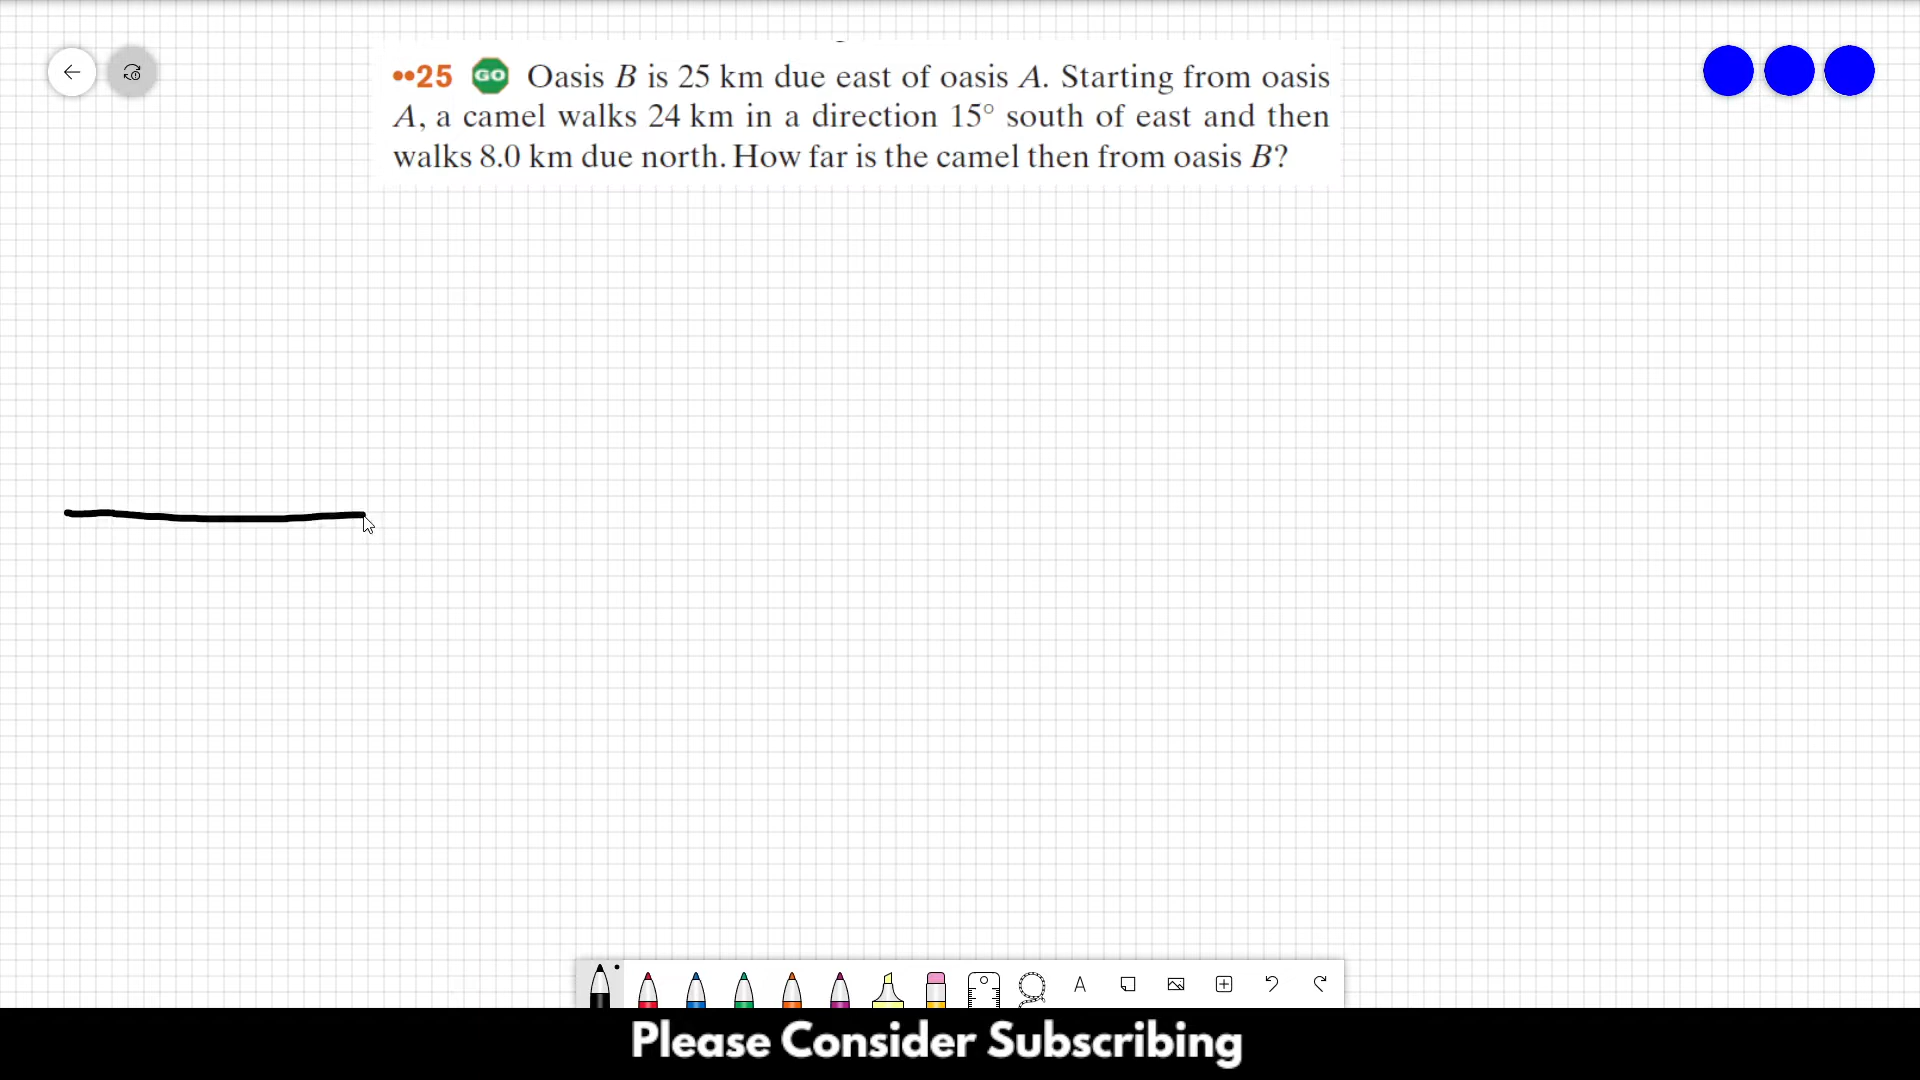 ••25 GO Oasis B is 25 km due east of oasis A. Starting from oasis
A, a camel walks 24 km in a direction 15° south of east and then
walks 8.0 km due north. How far is the camel then from oasis B?
A
Please Consider Subscribing